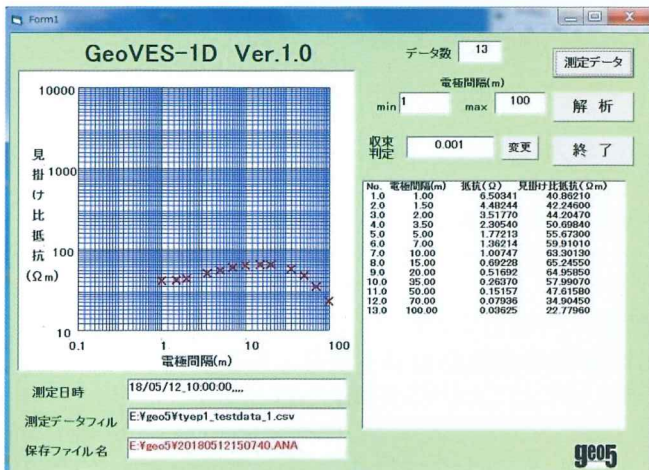 Form1
GeoVES-1D Ver.1.0
データ数 13
測定データ
電極間隔(m)
min 1 max 100
解析
収束判定 0.001 変更
終了
10000
1000
100
10
見掛け比抵抗(Ωm)
0.1 1 10 100
電極間隔(m)
No. 電極間隔(m) 抵抗(Ω) 見掛け比抵抗(Ωm)
1.0 1.00 6.50341 40.86210
2.0 1.50 4.48244 42.24600
3.0 2.00 3.51770 44.20470
4.0 3.50 2.30540 50.69840
5.0 5.00 1.77213 55.67300
6.0 7.00 1.36214 59.91010
7.0 10.00 1.00747 63.30130
8.0 15.00 0.69228 65.24550
9.0 20.00 0.51692 64.95850
10.0 35.00 0.26370 57.99070
11.0 50.00 0.15157 47.61580
12.0 70.00 0.07936 34.90450
13.0 100.00 0.03625 22.77960
測定日時 18/05/12_10:00:00,,,,
測定データフィル E:¥geo5¥tyep1_testdata_1.csv
保存ファイル名 E:¥geo5¥20180512150740.ANA
geo5